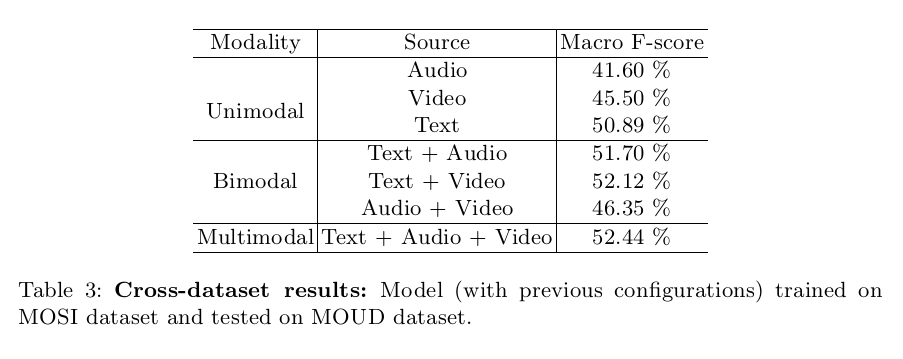 Modality Source Macro F-score
Audio 41.60 %
Video 45.50 %
Unimodal
Text 50.89 %
Text + Audio 51.70 %
Bimodal Text + Video 52.12 %
Audio + Video 46.35 %
Multimodal Text + Audio + Video 52.44 %
Table 3: Cross-dataset results: Model (with previous configurations) trained on
MOSI dataset and tested on MOUD dataset.